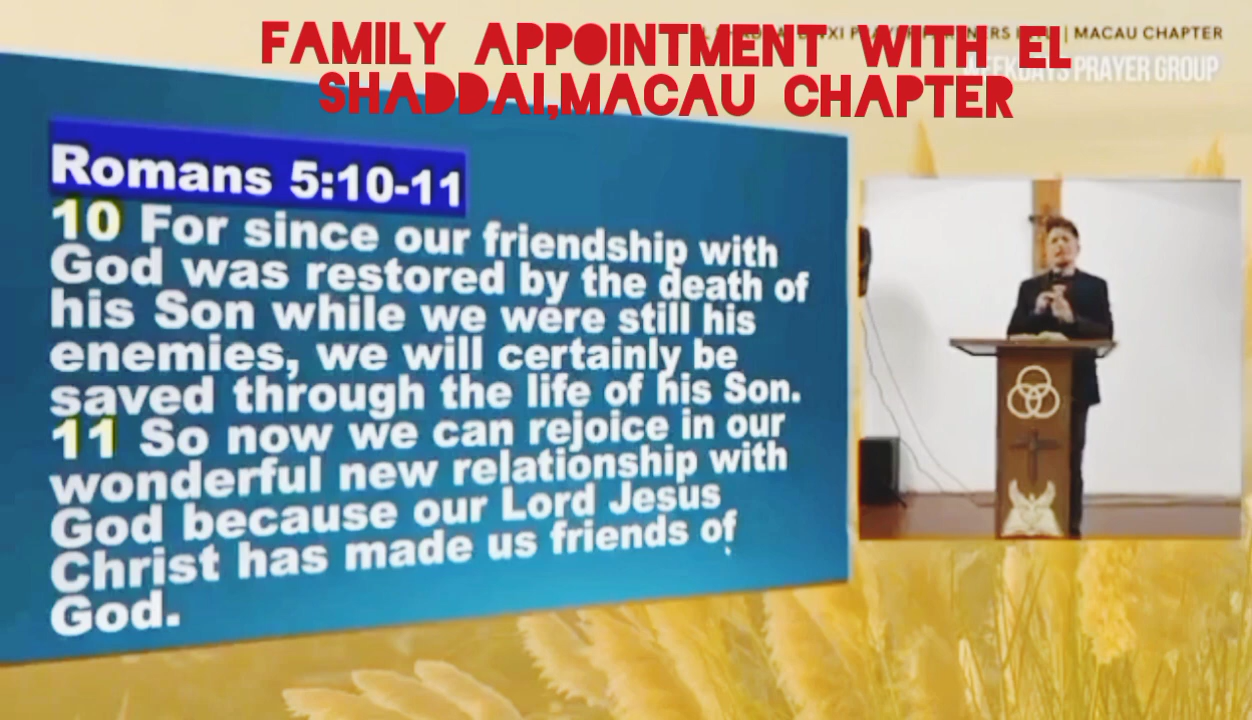 FAMILY APPOINTMENT WITH EL
SHADDAI,MACAU CHAPTER
| MACAU CHAPTER
WEEKDAYS PRAYER GROUP
Romans 5:10-11
10 For since our friendship with
God was restored by the death of
his Son while we were still his
enemies, we will certainly be
saved through the life of his Son.
11 So now we can rejoice in our
wonderful new relationship with
God because our Lord Jesus
Christ has made us friends of
God.